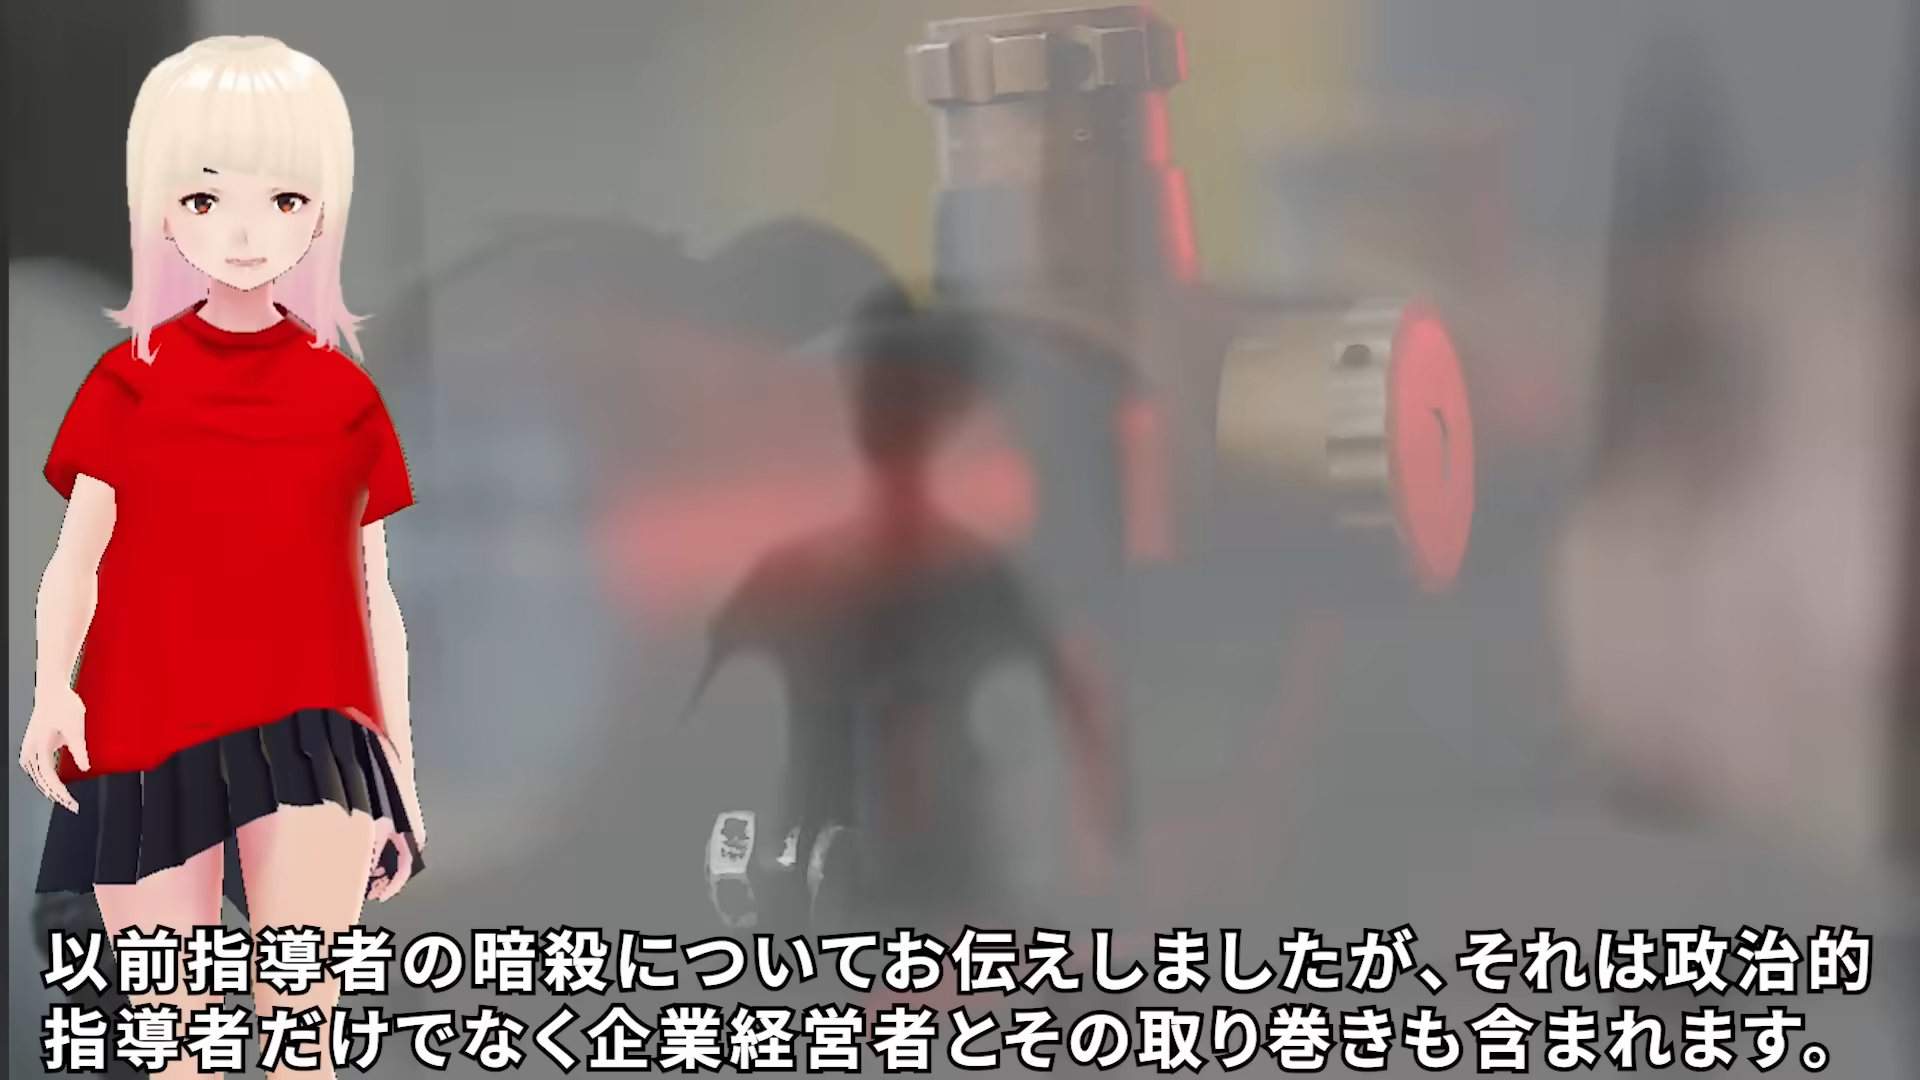 以前指導者の暗殺についてお伝えしましたが、それは政治的
指導者だけでなく企業経営者とその取り巻きも含まれます。